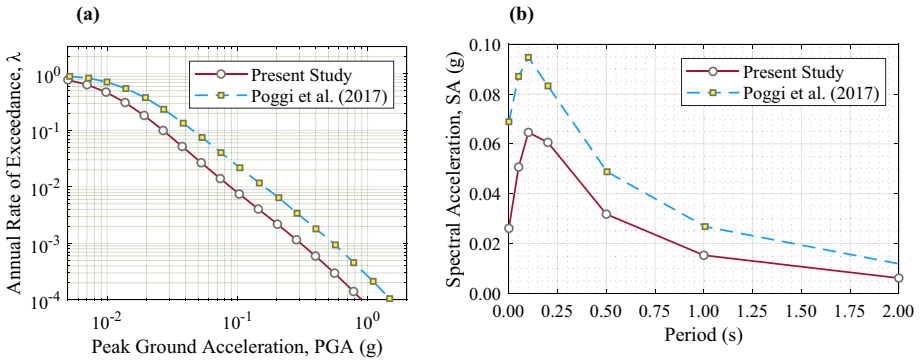 (a)
Annual Rate of Exceedance, λ
10^0
10^-1
10^-2
10^-3
10^-4
10^-2
10^-1
10^0
Peak Ground Acceleration, PGA (g)
Present Study
Poggi et al. (2017)
(b)
Spectral Acceleration, SA (g)
0.10
0.08
0.06
0.04
0.02
0.00
0.00 0.25 0.50 0.75 1.00 1.25 1.50 1.75 2.00
Period (s)
Present Study
Poggi et al. (2017)